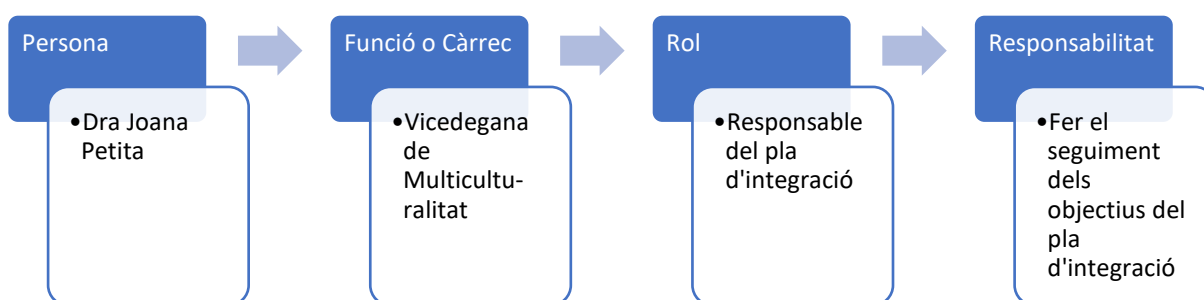 Persona
•Dra Joana
Petita
Funció o Càrrec
•Vicedegana
de
Multicultu-
ralitat
Rol
•Responsable
del pla
d'integració
Responsabilitat
•Fer el
seguiment
dels
objectius del
pla
d'integració